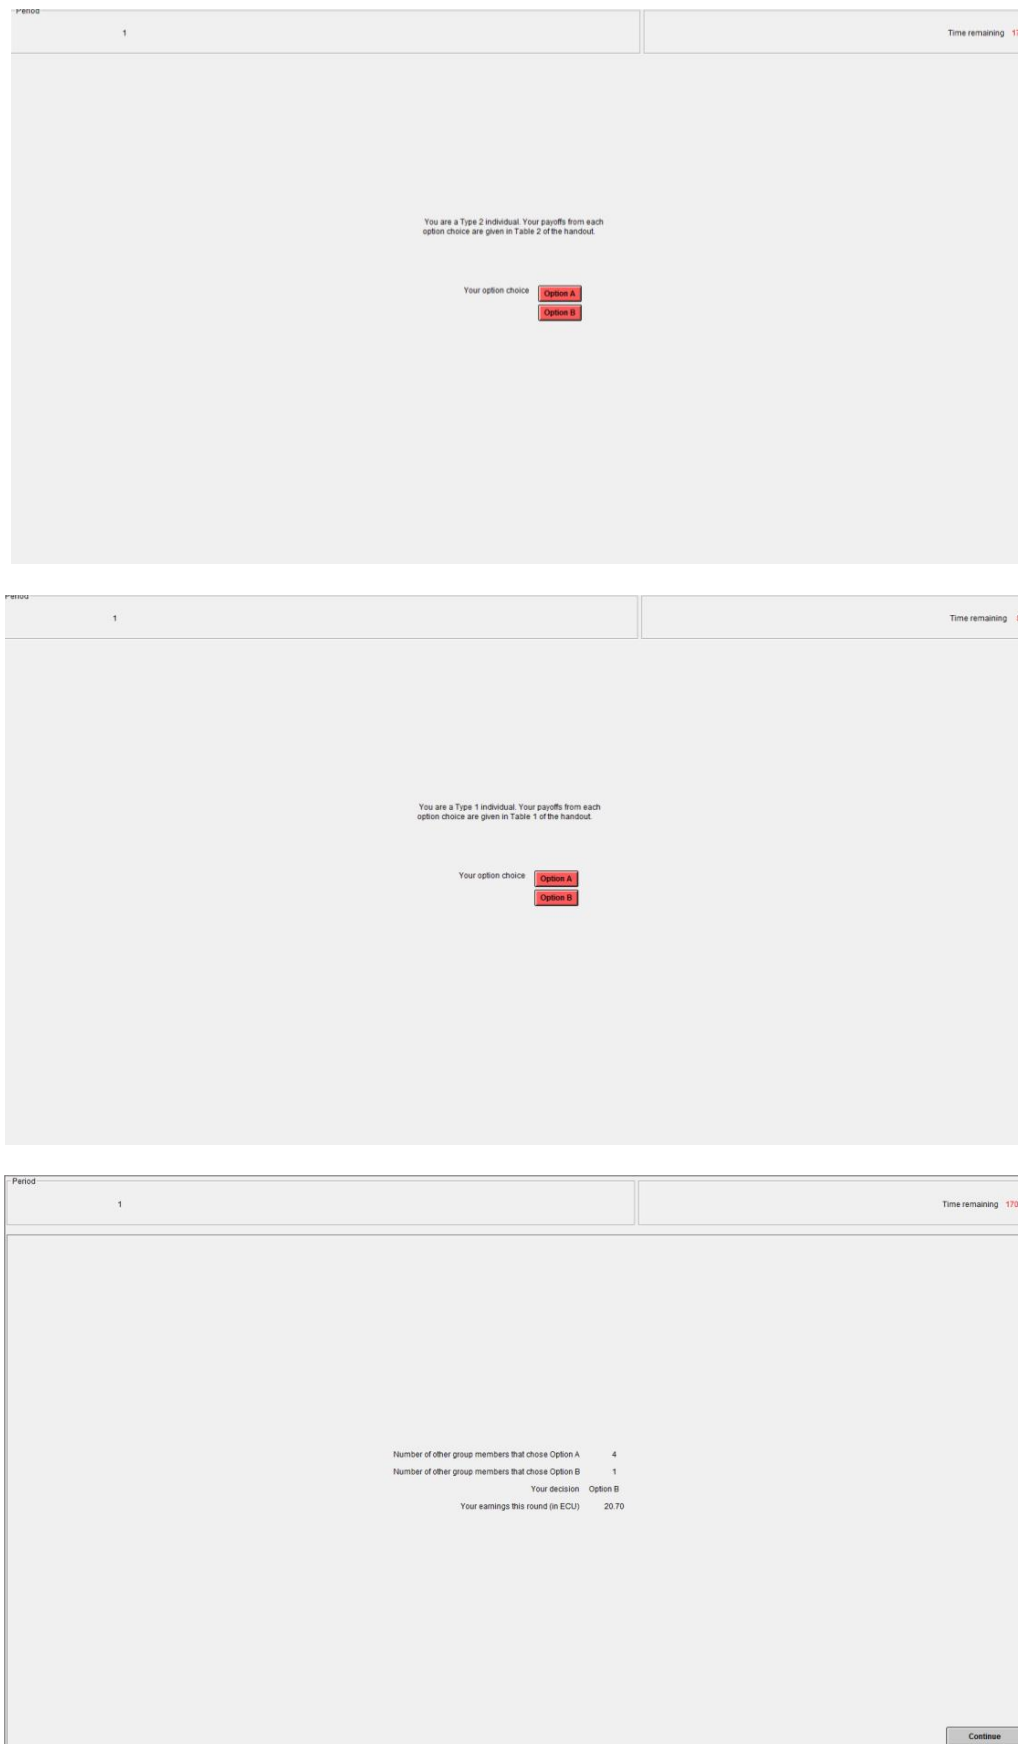 Period
1
Time remaining
You are a Type 2 individual. Your payoffs from each
option choice are given in Table 2 of the handout.
Your option choice
Option A
Option B
Period
1
Time remaining
You are a Type 1 individual. Your payoffs from each
option choice are given in Table 1 of the handout.
Your option choice
Option A
Option B
Period
1
Time remaining 170
Number of other group members that chose Option A 4
Number of other group members that chose Option B 1
Your decision Option B
Your earnings this round (in ECU) 20.70
Continue